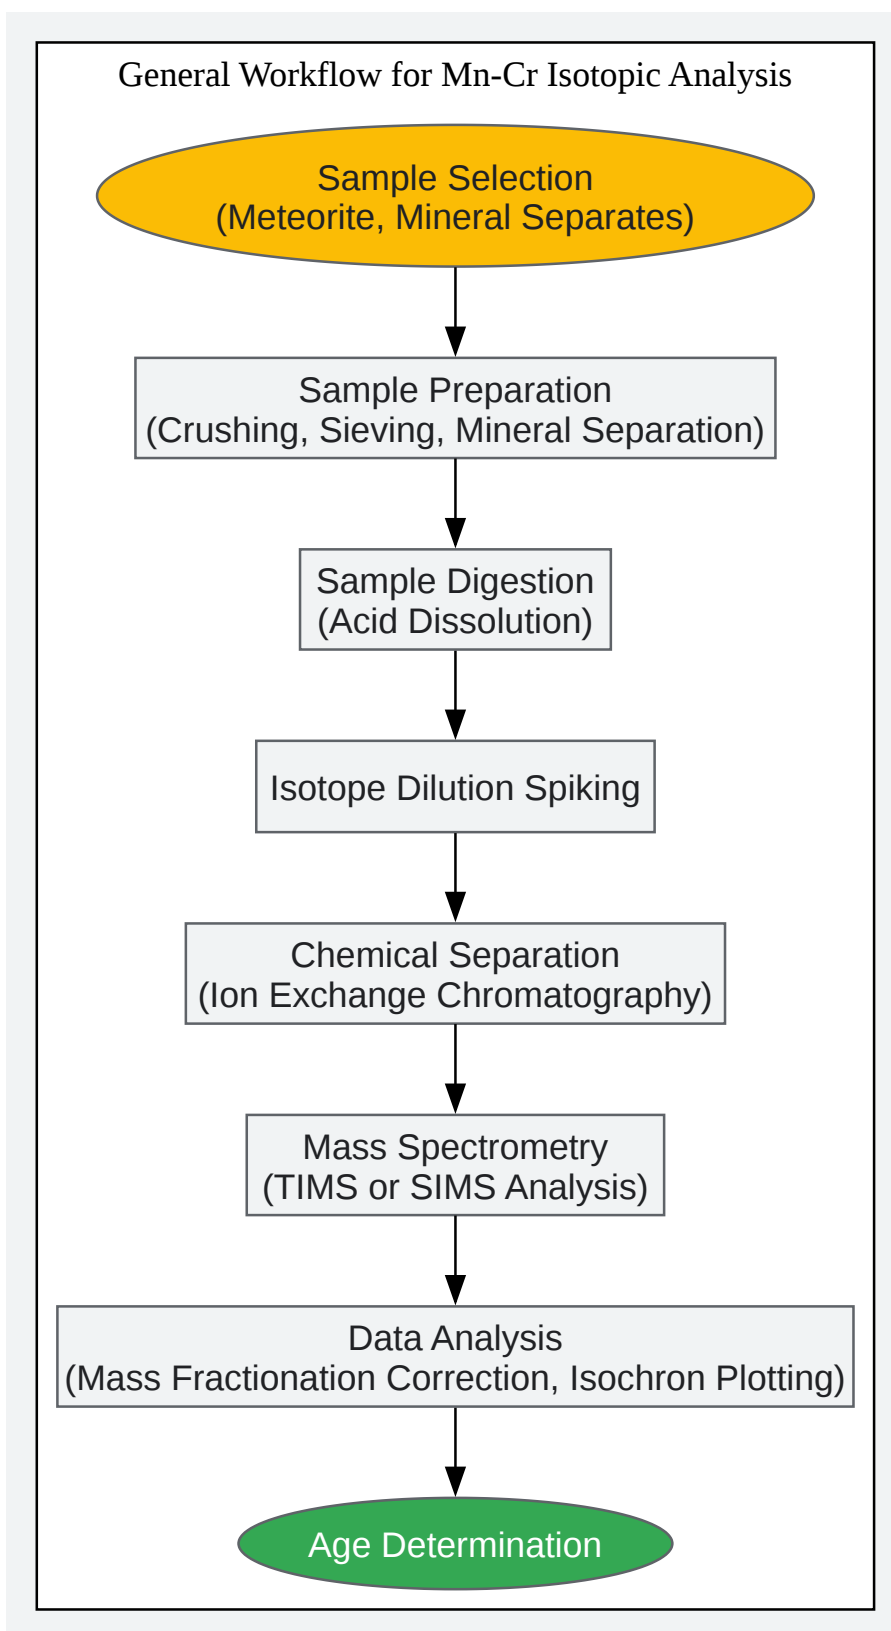 General Workflow for Mn-Cr Isotopic Analysis
Sample Selection
(Meteorite, Mineral Separates)
Sample Preparation
(Crushing, Sieving, Mineral Separation)
Sample Digestion
(Acid Dissolution)
Isotope Dilution Spiking
Chemical Separation
(Ion Exchange Chromatography)
Mass Spectrometry
(TIMS or SIMS Analysis)
Data Analysis
(Mass Fractionation Correction, Isochron Plotting)
Age Determination